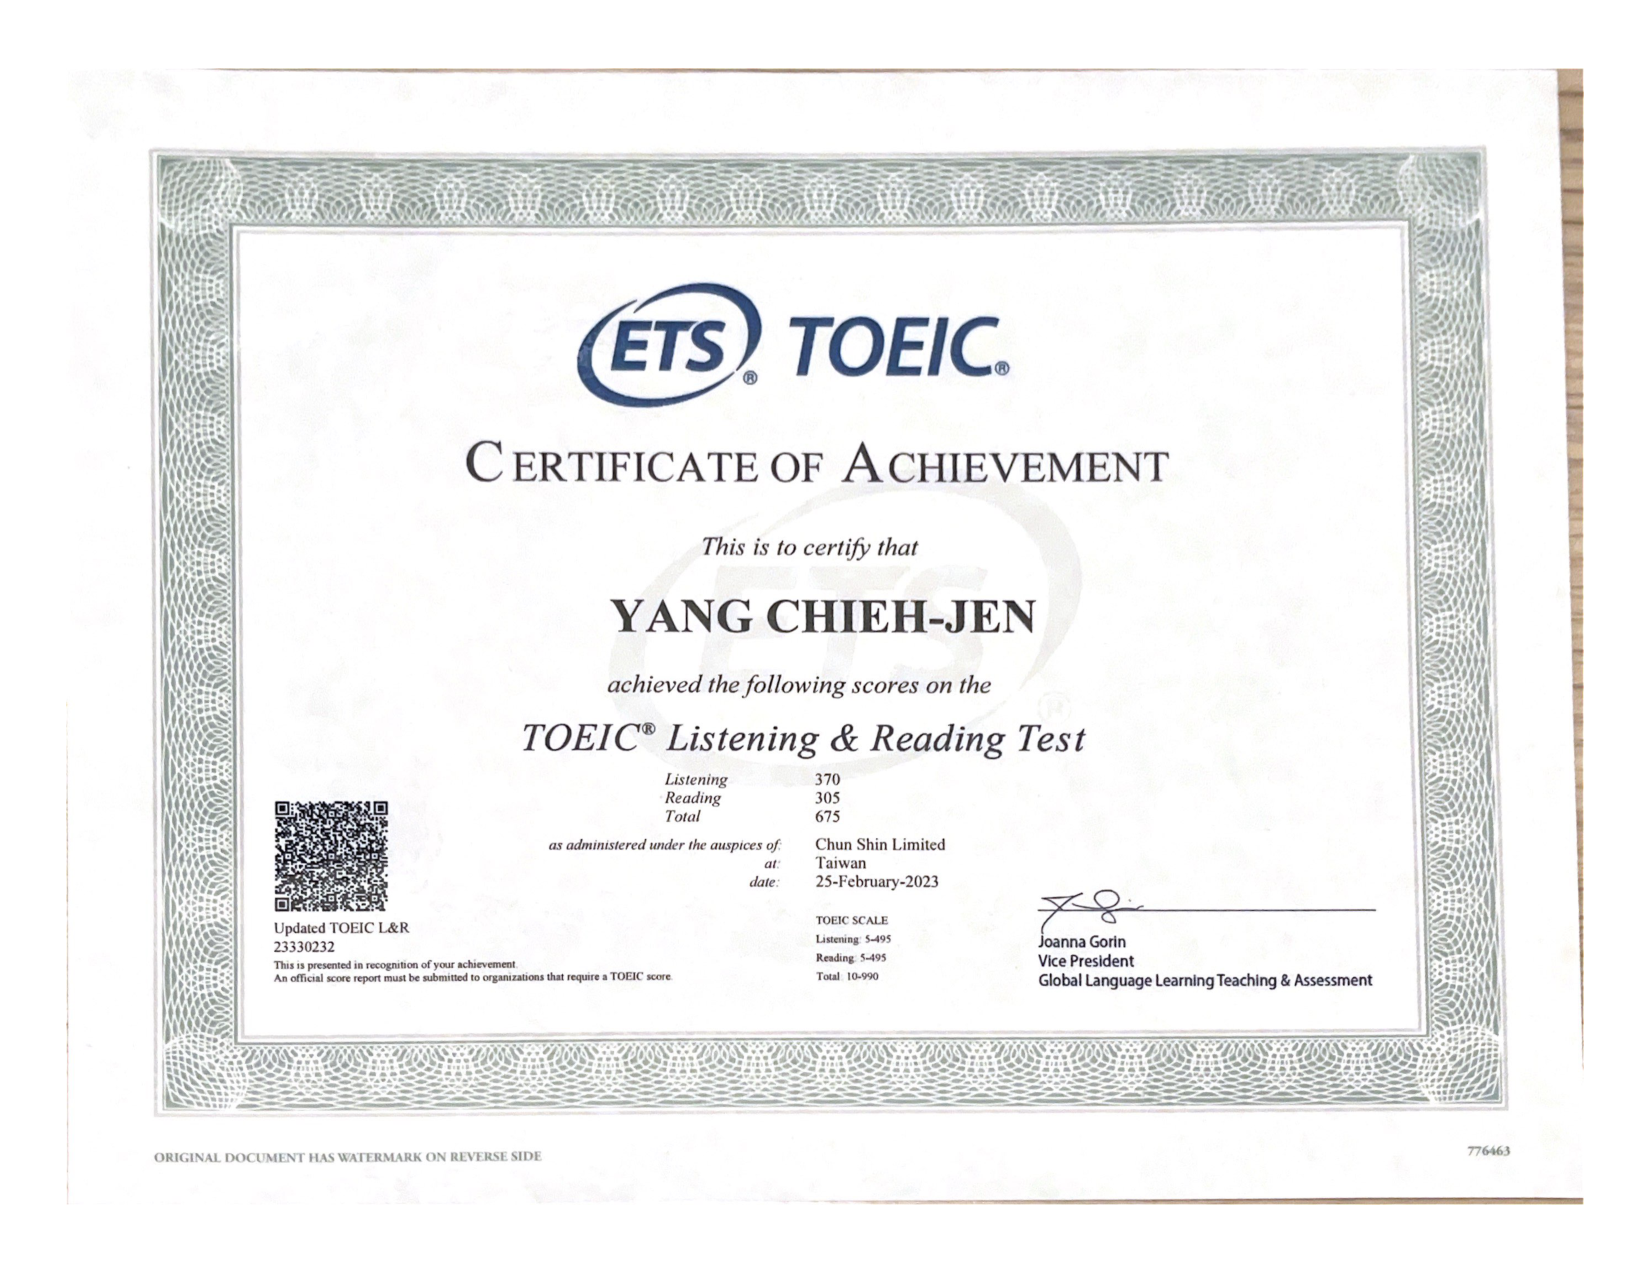 ETS® TOEIC®
CERTIFICATE OF ACHIEVEMENT
This is to certify that
YANG CHIEH-JEN
achieved the following scores on the
TOEIC® Listening & Reading Test
Listening 370
Reading 305
Total 675
as administered under the auspices of: Chun Shin Limited
at: Taiwan
date: 25-February-2023
TOEIC SCALE
Listening: 5-495
Reading: 5-495
Total: 10-990
Updated TOEIC L&R
23330232
This is presented in recognition of your achievement.
An official score report must be submitted to organizations that require a TOEIC score.
Joanna Gorin
Vice President
Global Language Learning Teaching & Assessment
ORIGINAL DOCUMENT HAS WATERMARK ON REVERSE SIDE
776463
ETS®